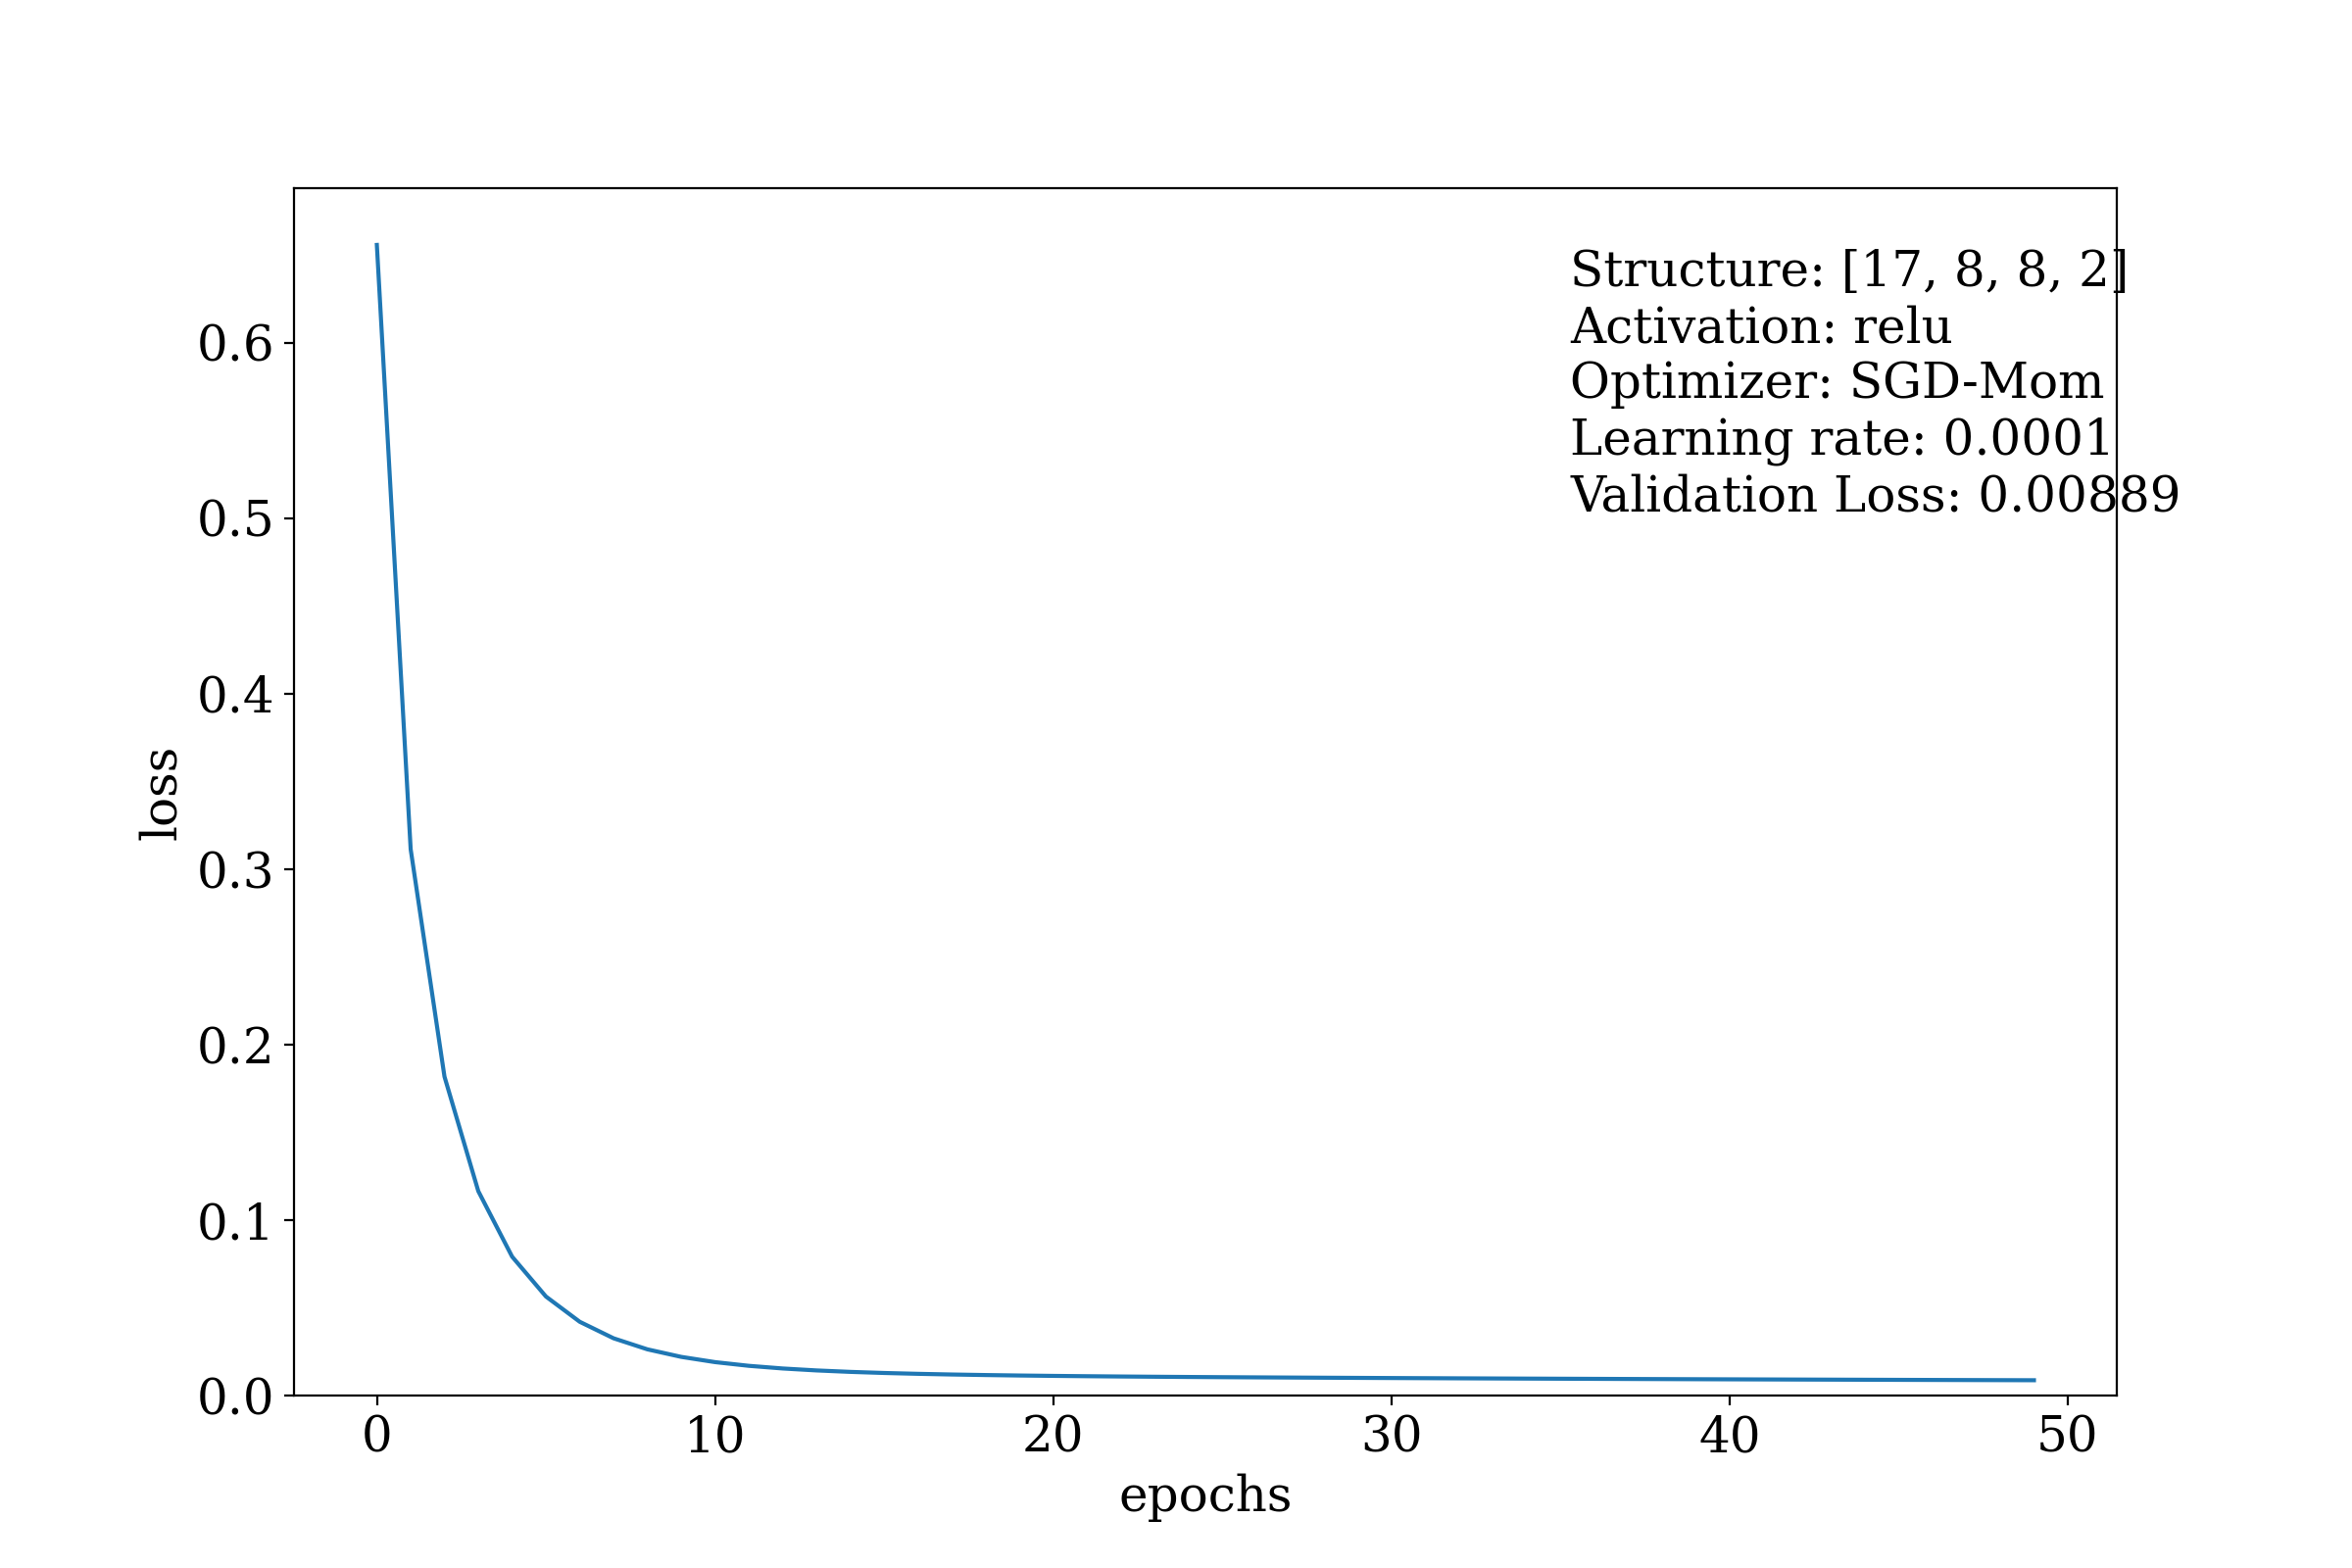 Structure: [17, 8, 8, 2]
Activation: relu
Optimizer: SGD-Mom
Learning rate: 0.0001
Validation Loss: 0.00889
0.6
0.5
0.4
0.3
0.2
0.1
0.0
loss
0 10 20 30 40 50
epochs